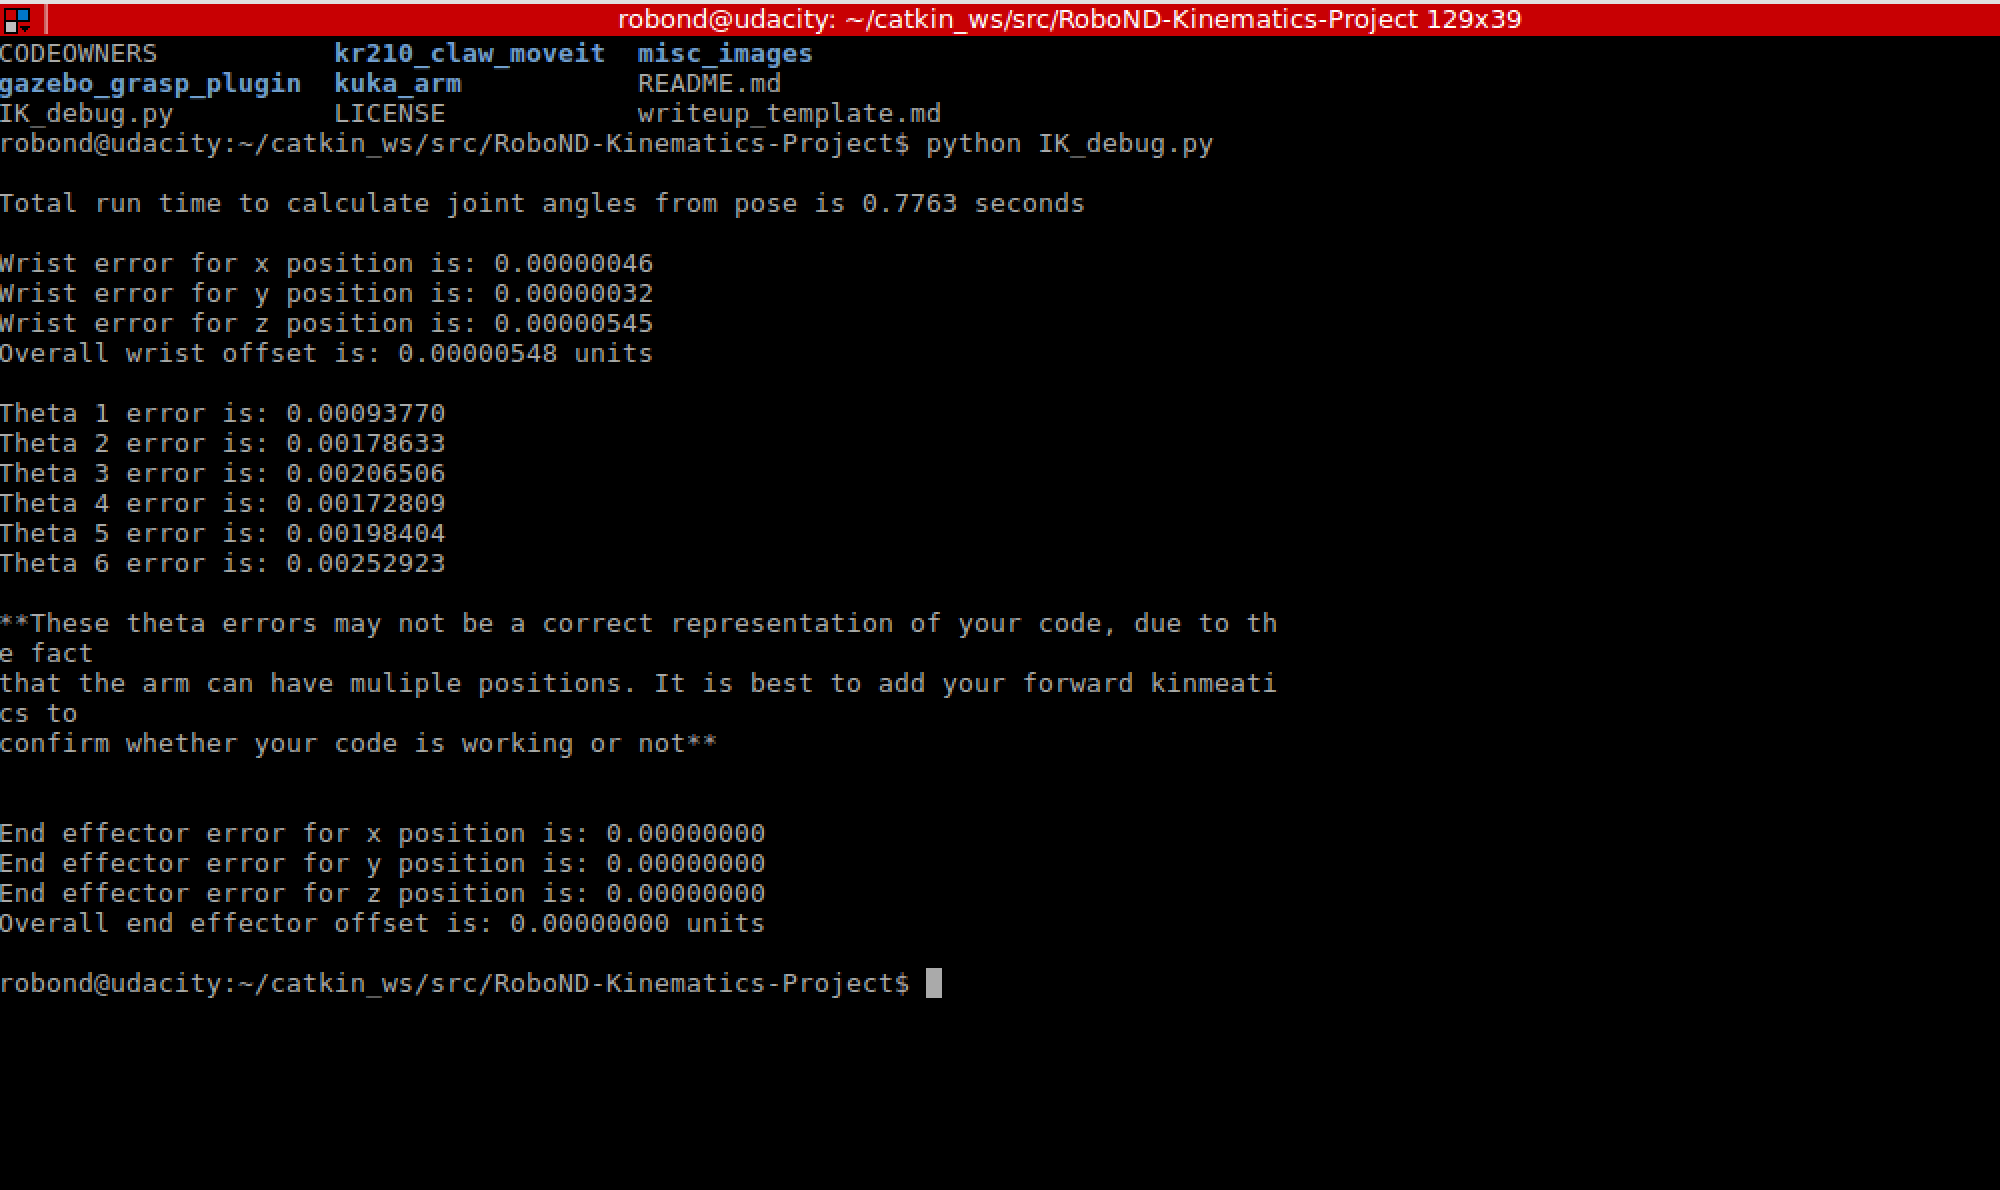 robond@udacity: ~/catkin_ws/src/RoboND-Kinematics-Project 129x39
CODEOWNERS kr210_claw_moveit misc_images
gazebo_grasp_plugin kuka_arm README.md
IK_debug.py LICENSE writeup_template.md
robond@udacity:~/catkin_ws/src/RoboND-Kinematics-Project$ python IK_debug.py
Total run time to calculate joint angles from pose is 0.7763 seconds
Wrist error for x position is: 0.00000046
Wrist error for y position is: 0.00000032
Wrist error for z position is: 0.00000545
Overall wrist offset is: 0.00000548 units
Theta 1 error is: 0.00093770
Theta 2 error is: 0.00178633
Theta 3 error is: 0.00206506
Theta 4 error is: 0.00172809
Theta 5 error is: 0.00198404
Theta 6 error is: 0.00252923
**These theta errors may not be a correct representation of your code, due to th
e fact
that the arm can have muliple positions. It is best to add your forward kinmeati
cs to
confirm whether your code is working or not**
End effector error for x position is: 0.00000000
End effector error for y position is: 0.00000000
End effector error for z position is: 0.00000000
Overall end effector offset is: 0.00000000 units
robond@udacity:~/catkin_ws/src/RoboND-Kinematics-Project$